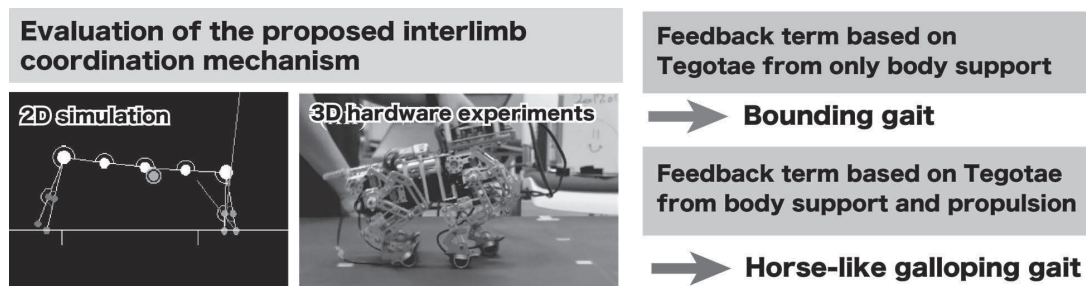 Evaluation of the proposed interlimb
coordination mechanism
2D simulation
3D hardware experiments
Feedback term based on
Tegotae from only body support
Bounding gait
Feedback term based on Tegotae
from body support and propulsion
Horse-like galloping gait